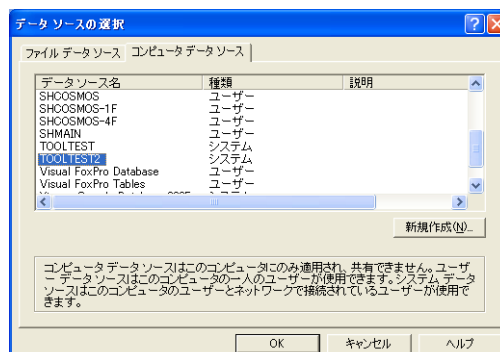 データ ソースの選択
ファイル データ ソース コンピュータ データ ソース
データ ソース名 種類 説明
SHCOSMOS ユーザー
SHCOSMOS-1F ユーザー
SHCOSMOS-4F ユーザー
SHMAIN ユーザー
TOOLTEST システム
TOOLTEST2 システム
Visual FoxPro Database ユーザー
Visual FoxPro Tables ユーザー
新規作成(N)...
コンピュータ データ ソースはこのコンピュータにのみ適用され、共有できません。ユーザ
ー データ ソースはこのコンピュータの一人のユーザーが使用できます。システム データ
ソースはこのコンピュータのユーザーとネットワークで接続されているユーザーが使用で
きます。
OK キャンセル ヘルプ